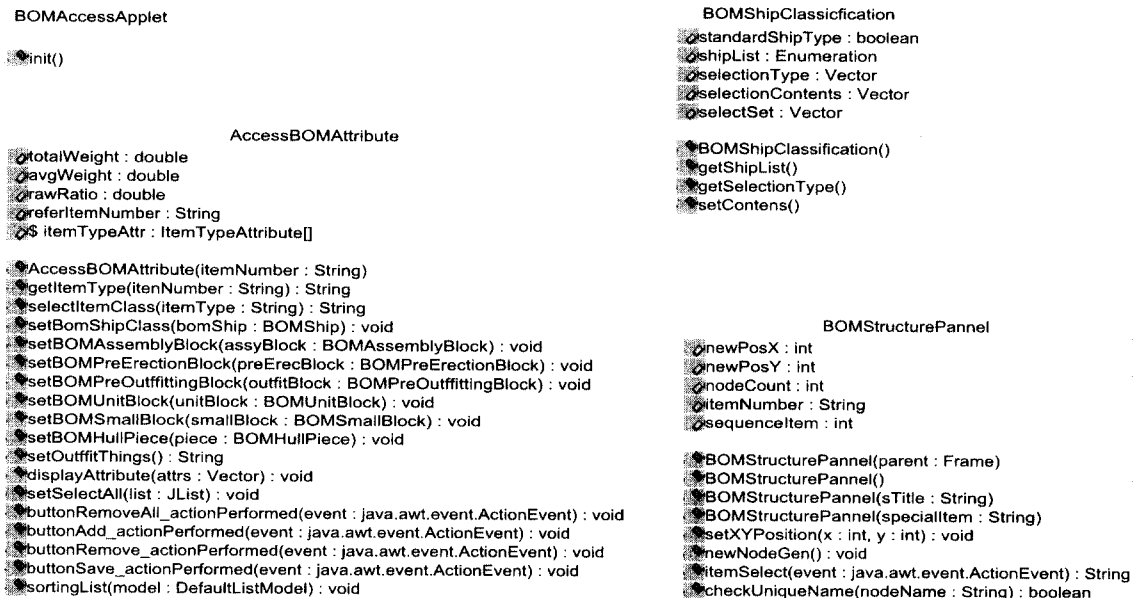 BOMAccessApplet
init()
AccessBOMAttribute
totalWeight : double
avgWeight : double
rawRatio : double
referItemNumber : String
$ itemTypeAttr : ItemTypeAttribute[]
AccessBOMAttribute(itemNumber : String)
getItemType(itenNumber : String) : String
selectItemClass(itemType : String) : String
setBomShipClass(bomShip : BOMShip) : void
setBOMAssemblyBlock(assyBlock : BOMAssemblyBlock) : void
setBOMPreErectionBlock(preErecBlock : BOMPreErectionBlock) : void
setBOMPreOutffittingBlock(outfitBlock : BOMPreOutffittingBlock) : void
setBOMUnitBlock(unitBlock : BOMUnitBlock) : void
setBOMSmallBlock(smallBlock : BOMSmallBlock) : void
setBOMHullPiece(piece : BOMHullPiece) : void
setOutffitThings() : String
displayAttribute(attrs : Vector) : void
setSelectAll(list : JList) : void
buttonRemoveAll_actionPerformed(event : java.awt.event.ActionEvent) : void
buttonAdd_actionPerformed(event : java.awt.event.ActionEvent) : void
buttonRemove_actionPerformed(event : java.awt.event.ActionEvent) : void
buttonSave_actionPerformed(event : java.awt.event.ActionEvent) : void
sortingList(model : DefaultListModel) : void
BOMShipClassicfication
standardShipType : boolean
shipList : Enumeration
selectionType : Vector
selectionContents : Vector
selectSet : Vector
BOMShipClassification()
getShipList()
getSelectionType()
setContens()
BOMStructurePannel
newPosX : int
newPosY : int
nodeCount : int
itemNumber : String
sequenceItem : int
BOMStructurePannel(parent : Frame)
BOMStructurePannel()
BOMStructurePannel(sTitle : String)
BOMStructurePannel(specialItem : String)
setXYPosition(x : int, y : int) : void
newNodeGen() : void
itemSelect(event : java.awt.event.ActionEvent) : String
checkUniqueName(nodeName : String) : boolean